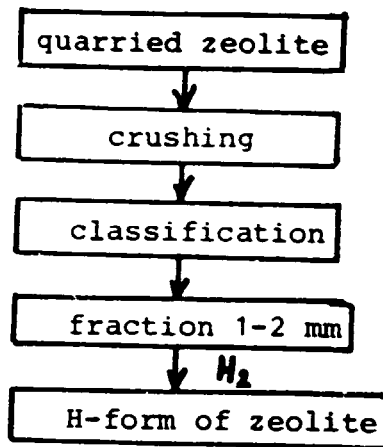 quarried zeolite
crushing
classification
fraction 1-2 mm
H₂
H-form of zeolite